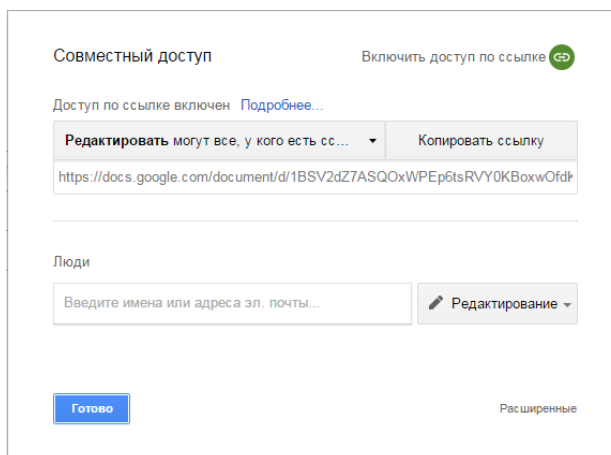 Совместный доступ
Включить доступ по ссылке
Доступ по ссылке включен Подробнее...
Редактировать могут все, у кого есть сс...
Копировать ссылку
https://docs.google.com/document/d/1BSV2dZ7ASQOxWPEp6tsRVY0KBoxwOfdK
Люди
Введите имена или адреса эл. почты...
Редактирование
Готово
Расширенные